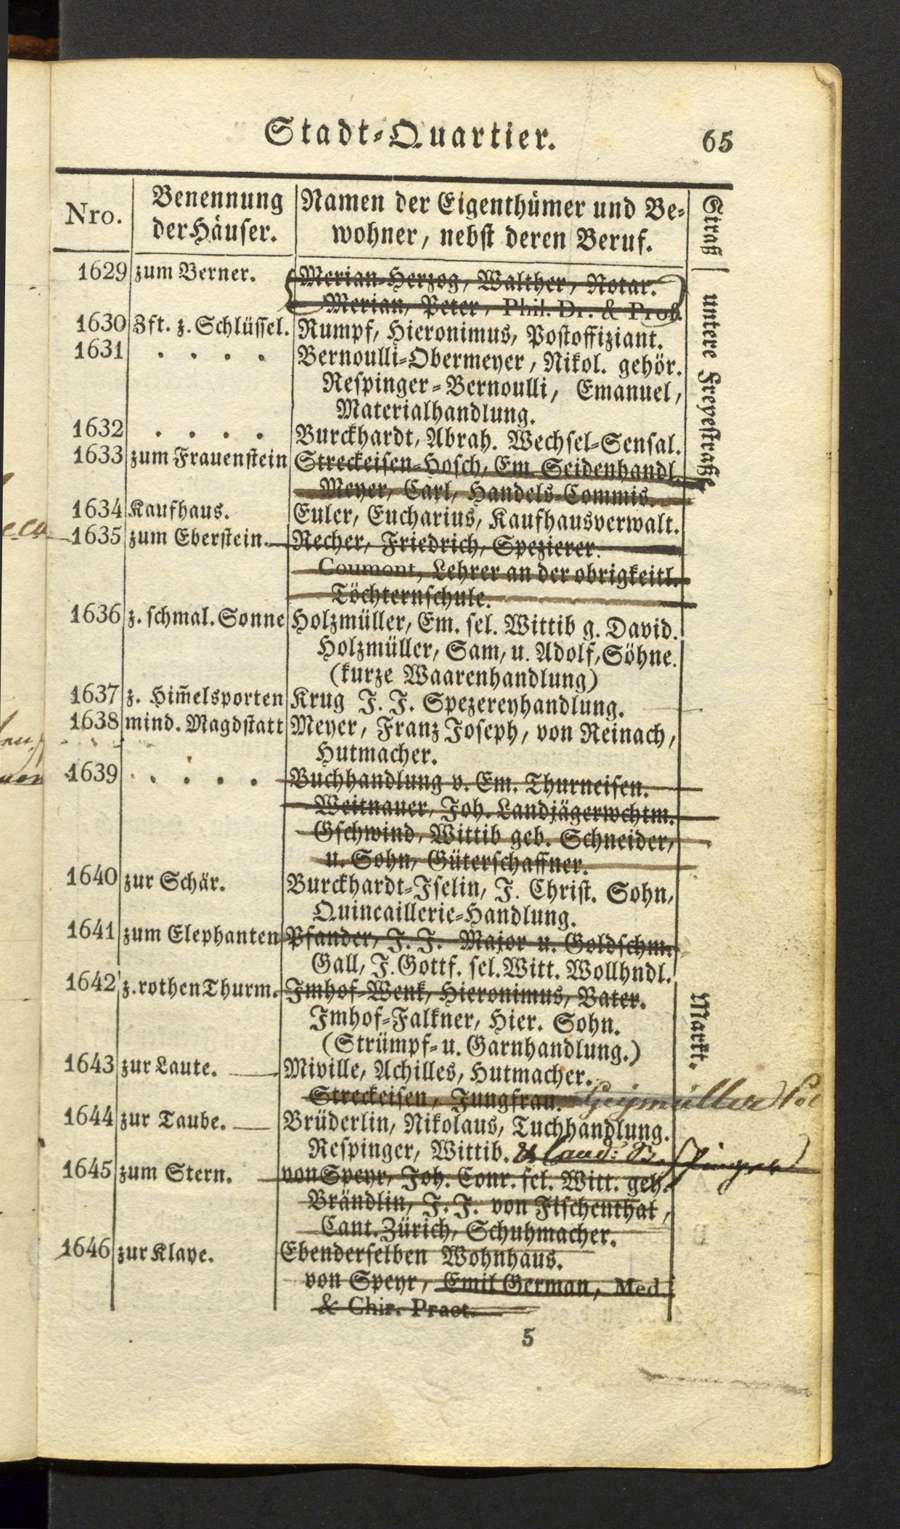 Stadt-Quartier. 65
Nro. Benennung der Häuser. Namen der Eigenthümer und Be-
wohner, nebst deren Beruf. Straß
untere Freyestraße
1629 zum Berner. Merian-Herzog, Walther, Notar.
Merian, Peter, Phil. Dr. & Prof.
1630 Zft. z. Schlüssel. Rumpf, Hieronimus, Postoffiziant.
1631 . . . . Bernoulli-Obermeyer, Nikol. gehör.
Respinger-Bernoulli, Emanuel,
Materialhandlung.
1632 . . . . Burckhardt, Abrah. Wechsel-Sensal.
1633 zum Frauenstein Streckeisen-Hosch, Em. Seidenhandl.
Meyer, Carl, Handels-Commis.
1634 Kaufhaus. Euler, Eucharius, Kaufhausverwalt.
1635 zum Eberstein. Recher, Friedrich, Spezierer.
Coumont, Lehrer an der obrigkeitl.
Töchternschule.
1636 z. schmal. Sonne Holzmüller, Em. sel. Wittib g. David.
Holzmüller, Sam, u. Adolf, Söhne.
(kurze Waarenhandlung)
1637 z. Him̅elsporten Krug J. J. Spezereyhandlung.
1638 mind. Magdstatt Meyer, Franz Joseph, von Reinach,
Hutmacher.
1639 . . . . Buchhandlung v. Em. Thurneisen.
Weitnauer, Joh. Landjägerwchtm.
Gschwind, Wittib geb. Schneider,
u. Sohn, Güterschaffner.
1640 zur Schär. Burckhardt-Iselin, J. Christ. Sohn,
Quincaillerie-Handlung.
1641 zum Elephanten Pfander, J. J. Major u. Goldschm.
Gall, J. Gottf. sel. Witt. Wollhndl.
Markt.
1642 z. rothen Thurm. Imhof-Wenk, Hieronimus, Vater.
Imhof-Falkner, Hier. Sohn.
(Strümpf- u. Garnhandlung.)
1643 zur Laute. Miville, Achilles, Hutmacher.
Streckeisen, Jungfrau. Geymüller
1644 zur Taube. Brüderlin, Nikolaus, Tuchhandlung.
Respinger, Wittib.
1645 zum Stern. von Speyr, Joh. Conr. sel. Witt. geh.
Brändlin, J. J. von Fischenthal,
Cant. Zürich, Schuhmacher.
1646 zur Klaye. Ebenderselben Wohnhaus.
von Speyr, Emil German, Med.
& Chir. Pract.
5